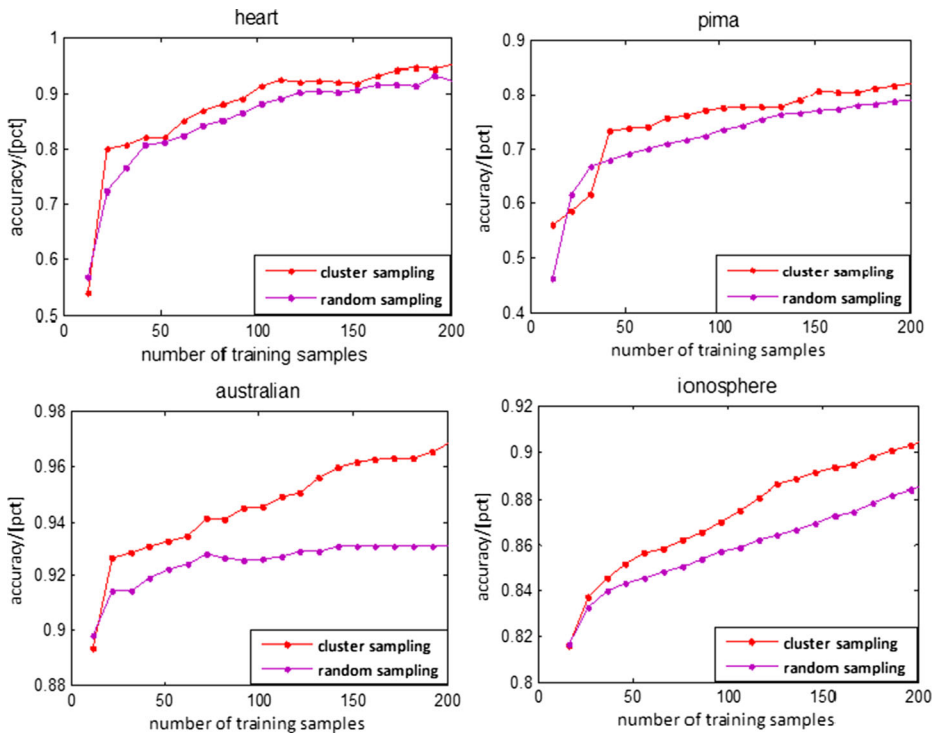 heart
accuracy/[pct]
1
0.9
0.8
0.7
0.6
0.5
0
50
100
150
200
number of training samples
cluster sampling
random sampling
pima
accuracy/[pct]
0.9
0.8
0.7
0.6
0.5
0.4
0
50
100
150
200
number of training samples
cluster sampling
random sampling
australian
accuracy/[pct]
0.98
0.96
0.94
0.92
0.9
0.88
0
50
100
150
200
number of training samples
cluster sampling
random sampling
ionosphere
accuracy/[pct]
0.92
0.9
0.88
0.86
0.84
0.82
0.8
0
50
100
150
200
number of training samples
cluster sampling
random sampling